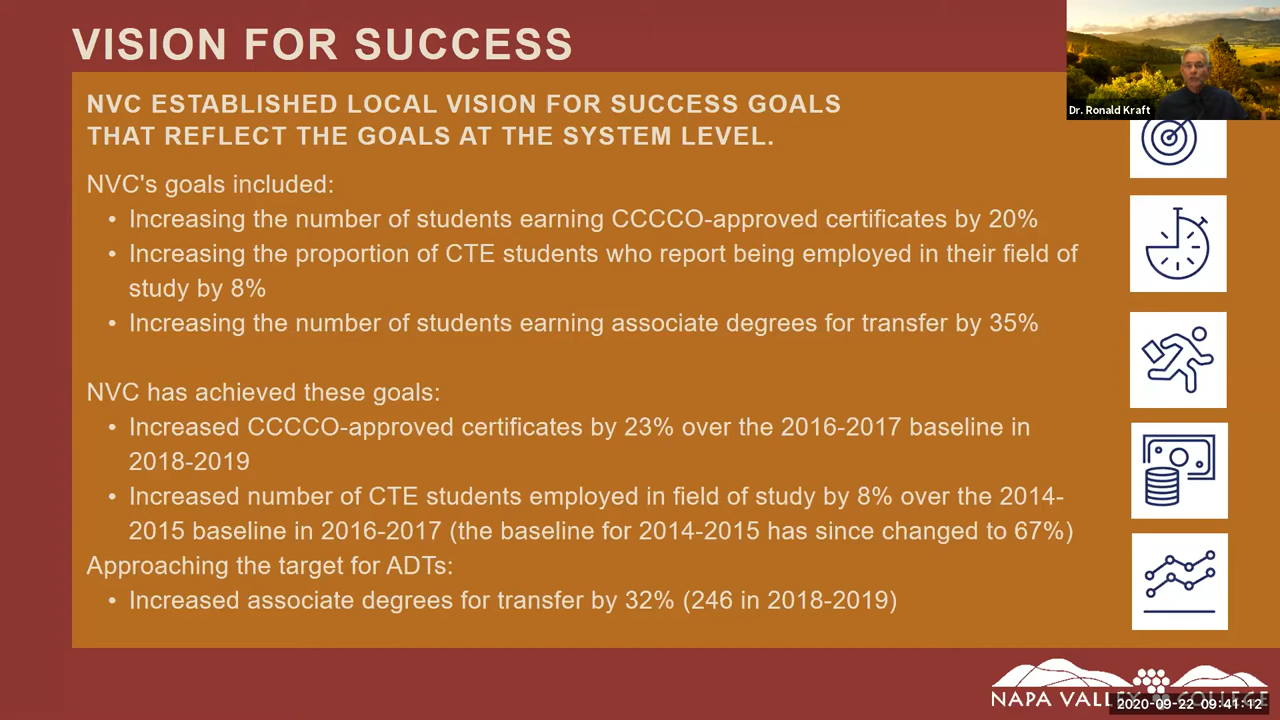 VISION FOR SUCCESS
Dr. Ronald Kraft
NVC ESTABLISHED LOCAL VISION FOR SUCCESS GOALS
THAT REFLECT THE GOALS AT THE SYSTEM LEVEL.
NVC's goals included:
• Increasing the number of students earning CCCCO-approved certificates by 20%
• Increasing the proportion of CTE students who report being employed in their field of
study by 8%
• Increasing the number of students earning associate degrees for transfer by 35%
NVC has achieved these goals:
• Increased CCCCO-approved certificates by 23% over the 2016-2017 baseline in
2018-2019
• Increased number of CTE students employed in field of study by 8% over the 2014-
2015 baseline in 2016-2017 (the baseline for 2014-2015 has since changed to 67%)
Approaching the target for ADTs:
• Increased associate degrees for transfer by 32% (246 in 2018-2019)
NAPA VALLEY COLLEGE
2020-09-22 09:41:12